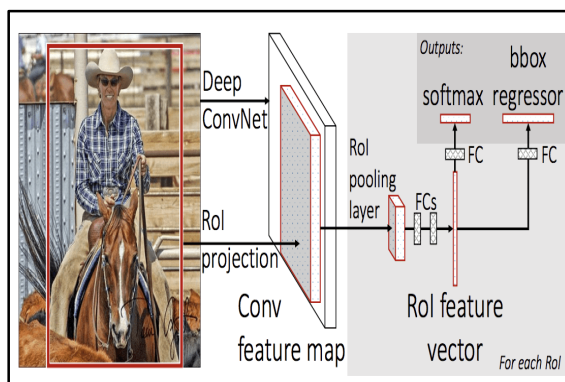 Outputs:
bbox
softmax regressor
Deep
ConvNet
FC
FC
RoI
pooling
layer
FCs
RoI
projection
Conv
feature map
RoI feature
vector
For each RoI